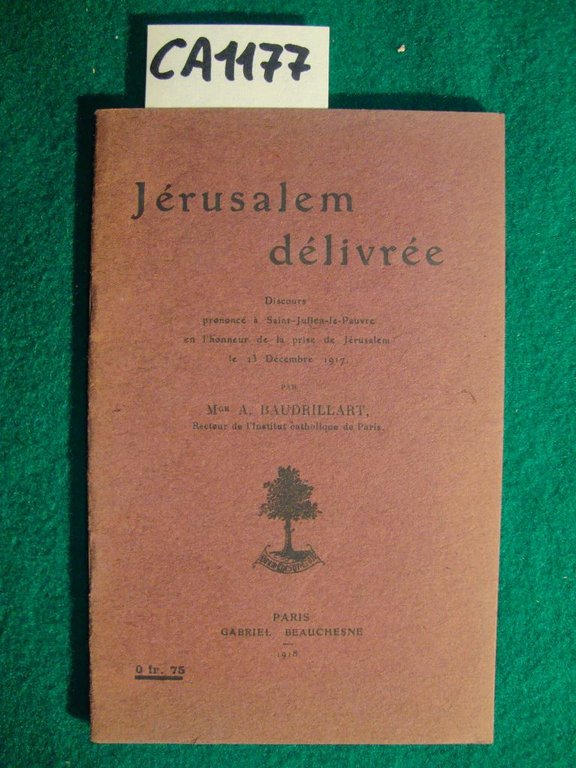 CA1177
Jérusalem
délivrée
Discours
prononcé à Saint-Julien-le-Pauvre
en l'honneur de la prise de Jérusalem
le 13 Décembre 1917.
PAR
MGR A. BAUDRILLART,
Recteur de l'Institut catholique de Paris.
PARIS
GABRIEL BEAUCHESNE
1918
0 fr. 75